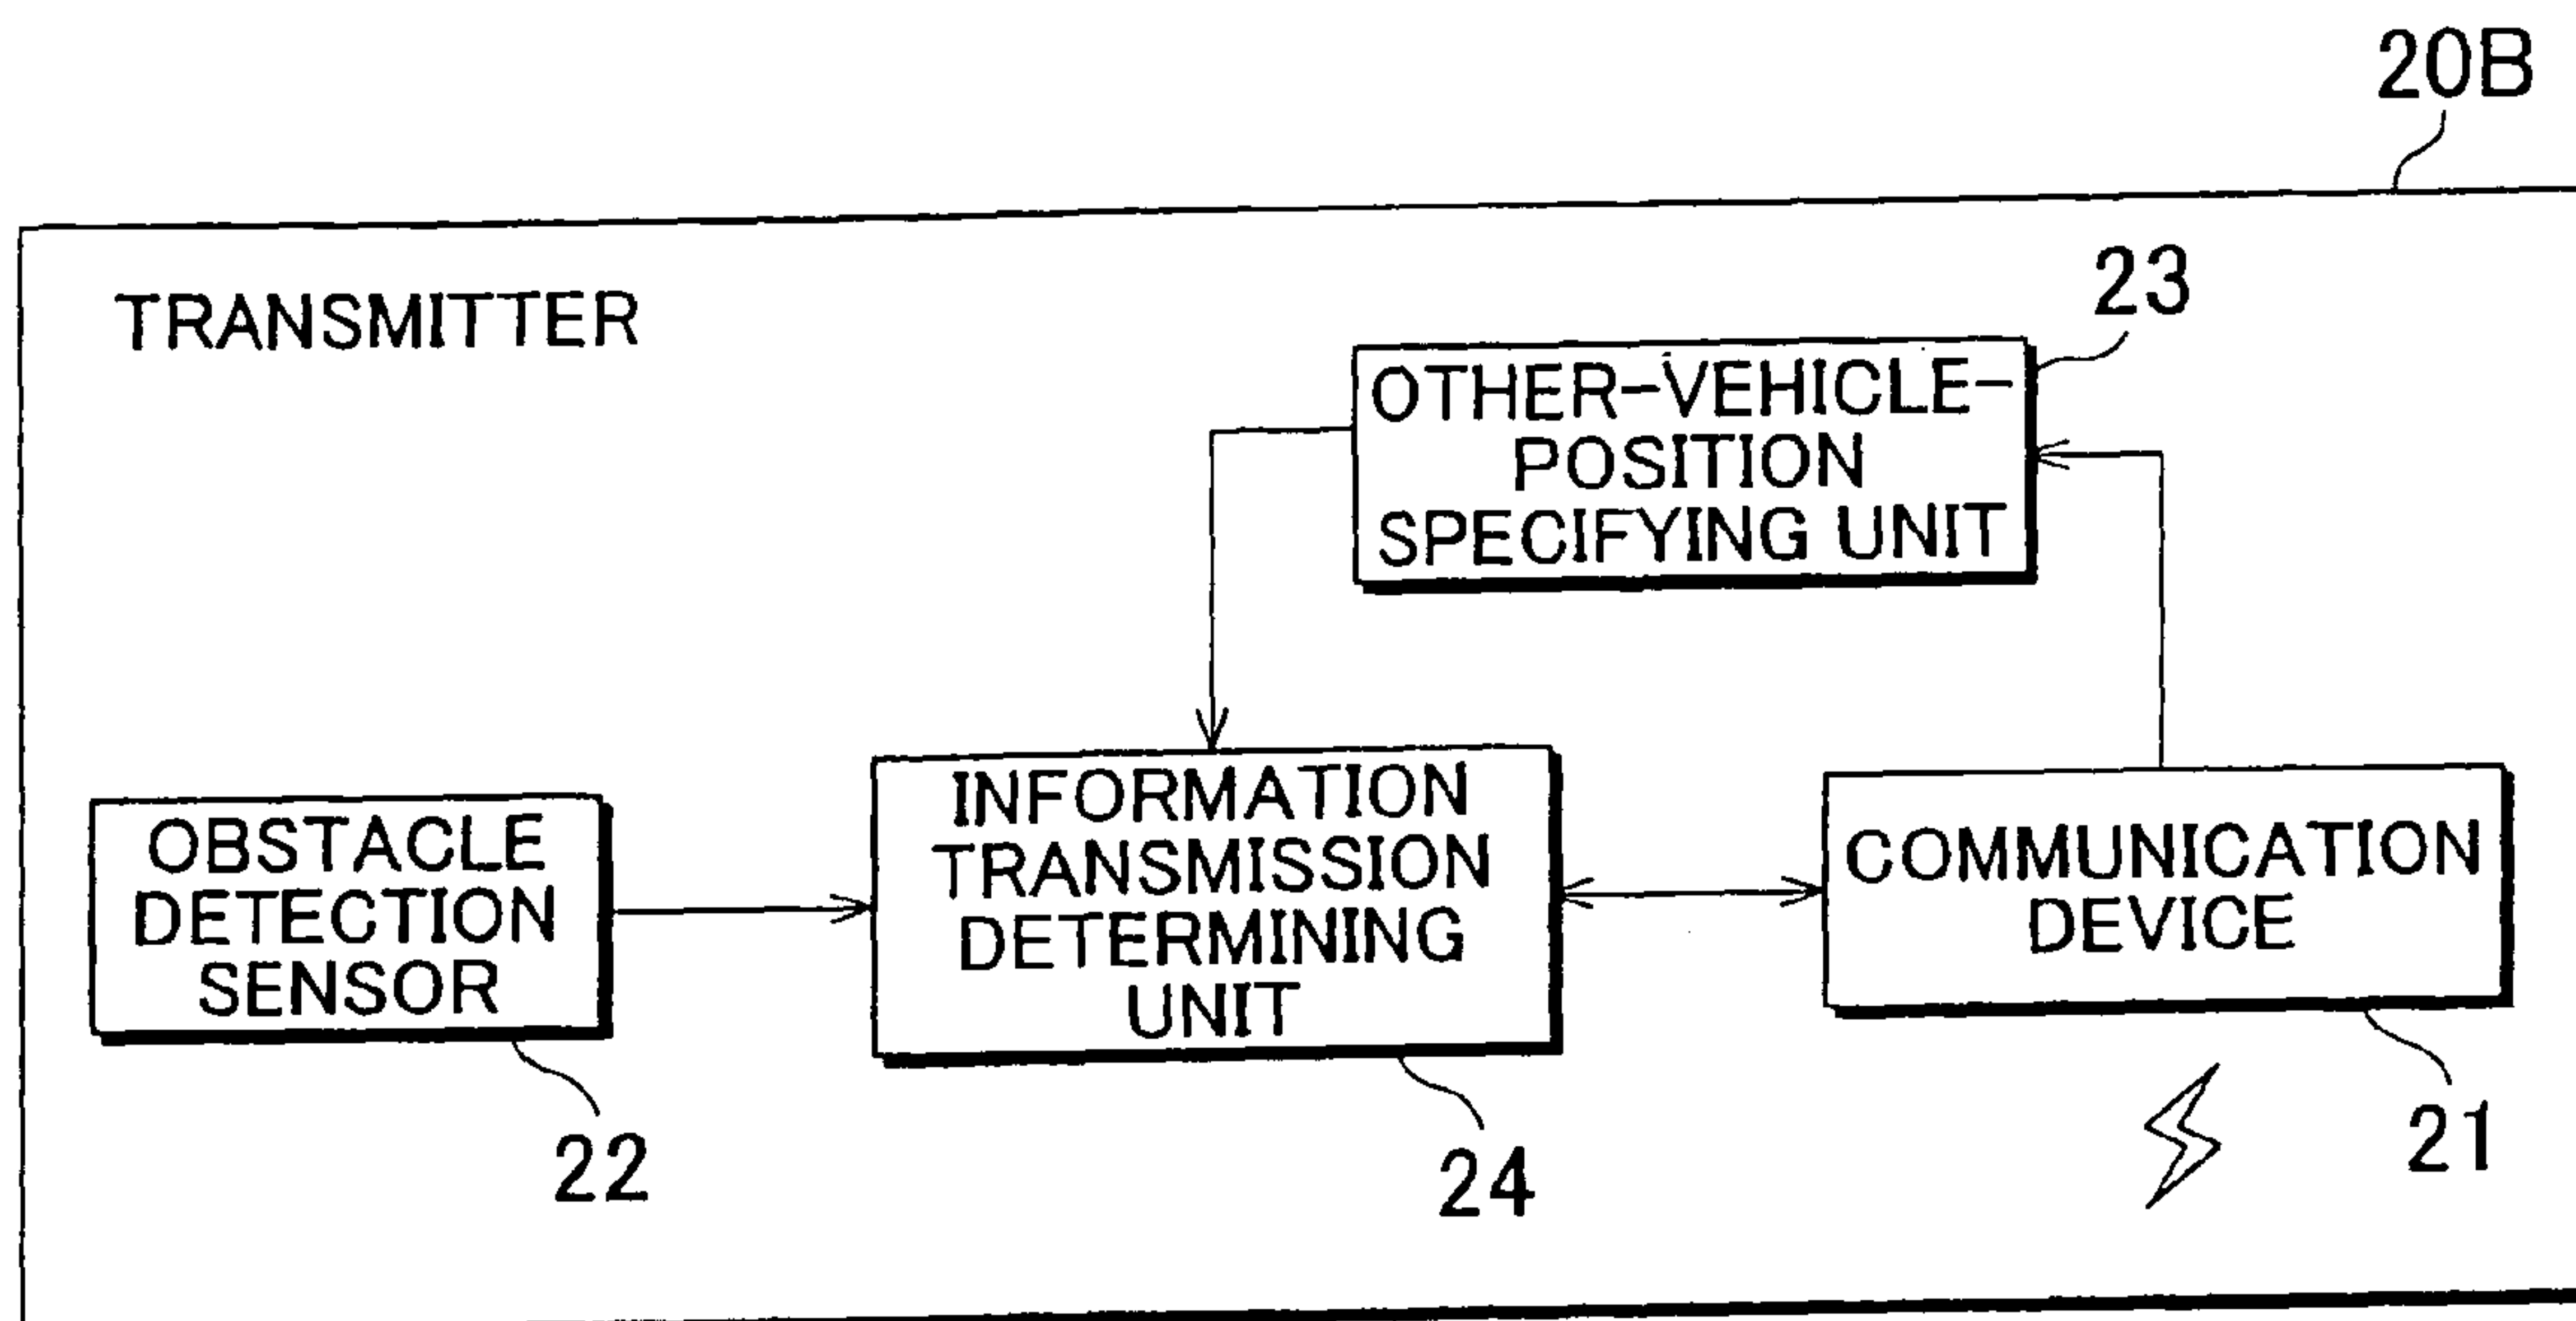 20B
TRANSMITTER
23
OTHER-VEHICLE-
POSITION
SPECIFYING UNIT
OBSTACLE
DETECTION
SENSOR
22
INFORMATION
TRANSMISSION
DETERMINING
UNIT
24
COMMUNICATION
DEVICE
21